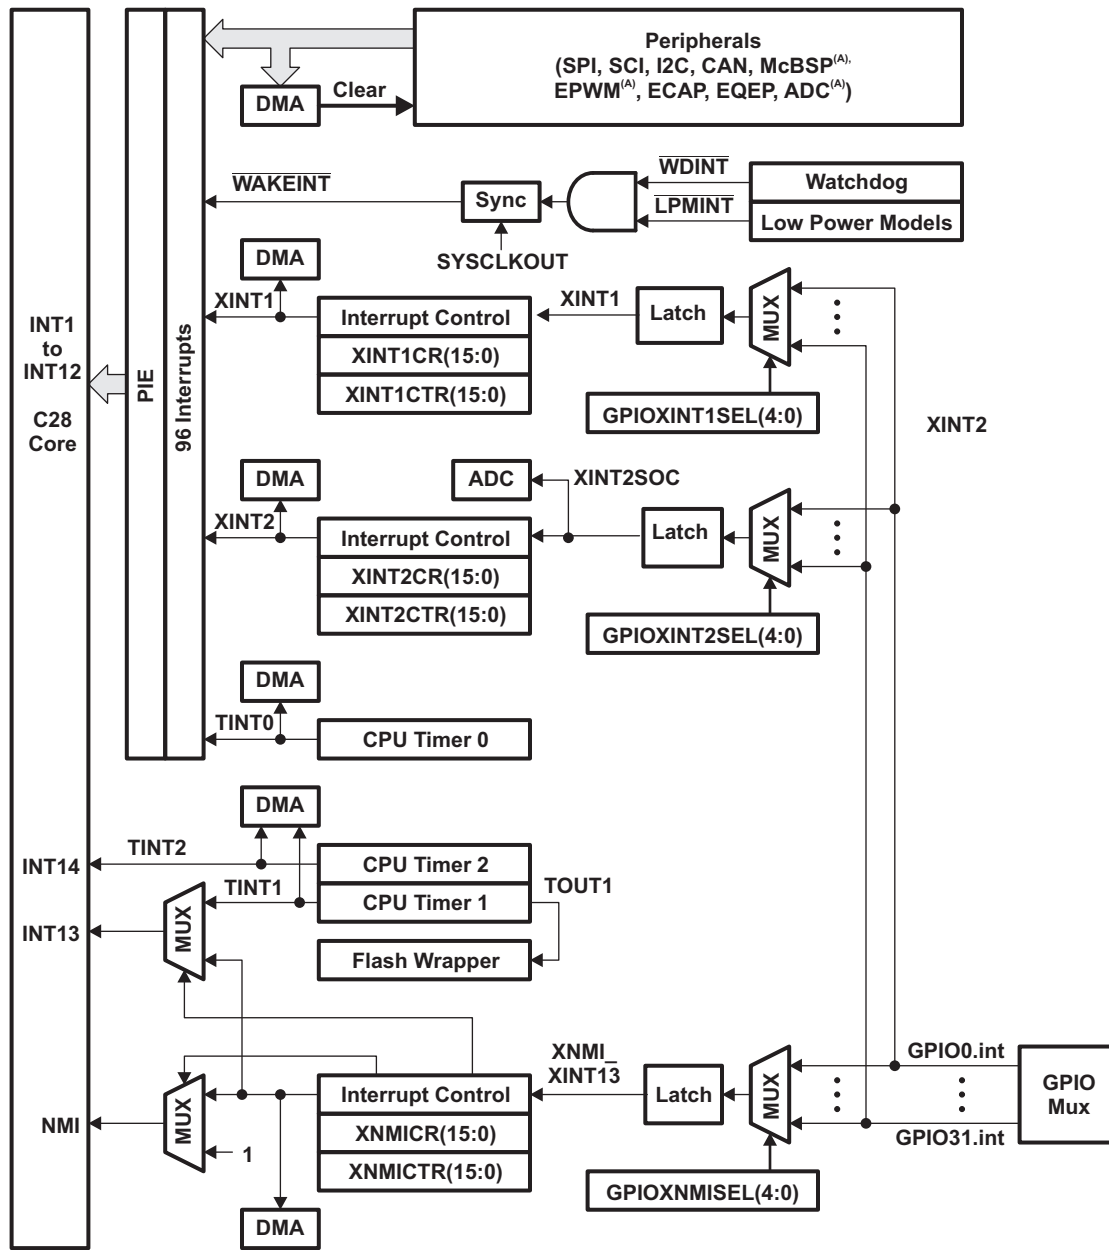 Peripherals
(SPI, SCI, I2C, CAN, McBSP(A),
EPWM(A), ECAP, EQEP, ADC(A))
DMA
Clear
WDINT
Watchdog
LPMINT
Low Power Models
WAKEINT
Sync
SYSCLKOUT
DMA
XINT1
Interrupt Control
XINT1CR(15:0)
XINT1CTR(15:0)
XINT1
Latch
MUX
GPIOXINT1SEL(4:0)
INT1
to
INT12
C28
Core
PIE
96 Interrupts
XINT2
DMA
ADC
XINT2SOC
XINT2
Interrupt Control
XINT2CR(15:0)
XINT2CTR(15:0)
Latch
MUX
GPIOXINT2SEL(4:0)
DMA
TINT0
CPU Timer 0
DMA
INT14
TINT2
CPU Timer 2
TINT1
CPU Timer 1
TOUT1
INT13
MUX
Flash Wrapper
XNMI_
XINT13
Interrupt Control
XNMICR(15:0)
XNMICTR(15:0)
Latch
MUX
GPIO0.int
GPIO
Mux
GPIO31.int
GPIOXNMISEL(4:0)
NMI
MUX
1
DMA